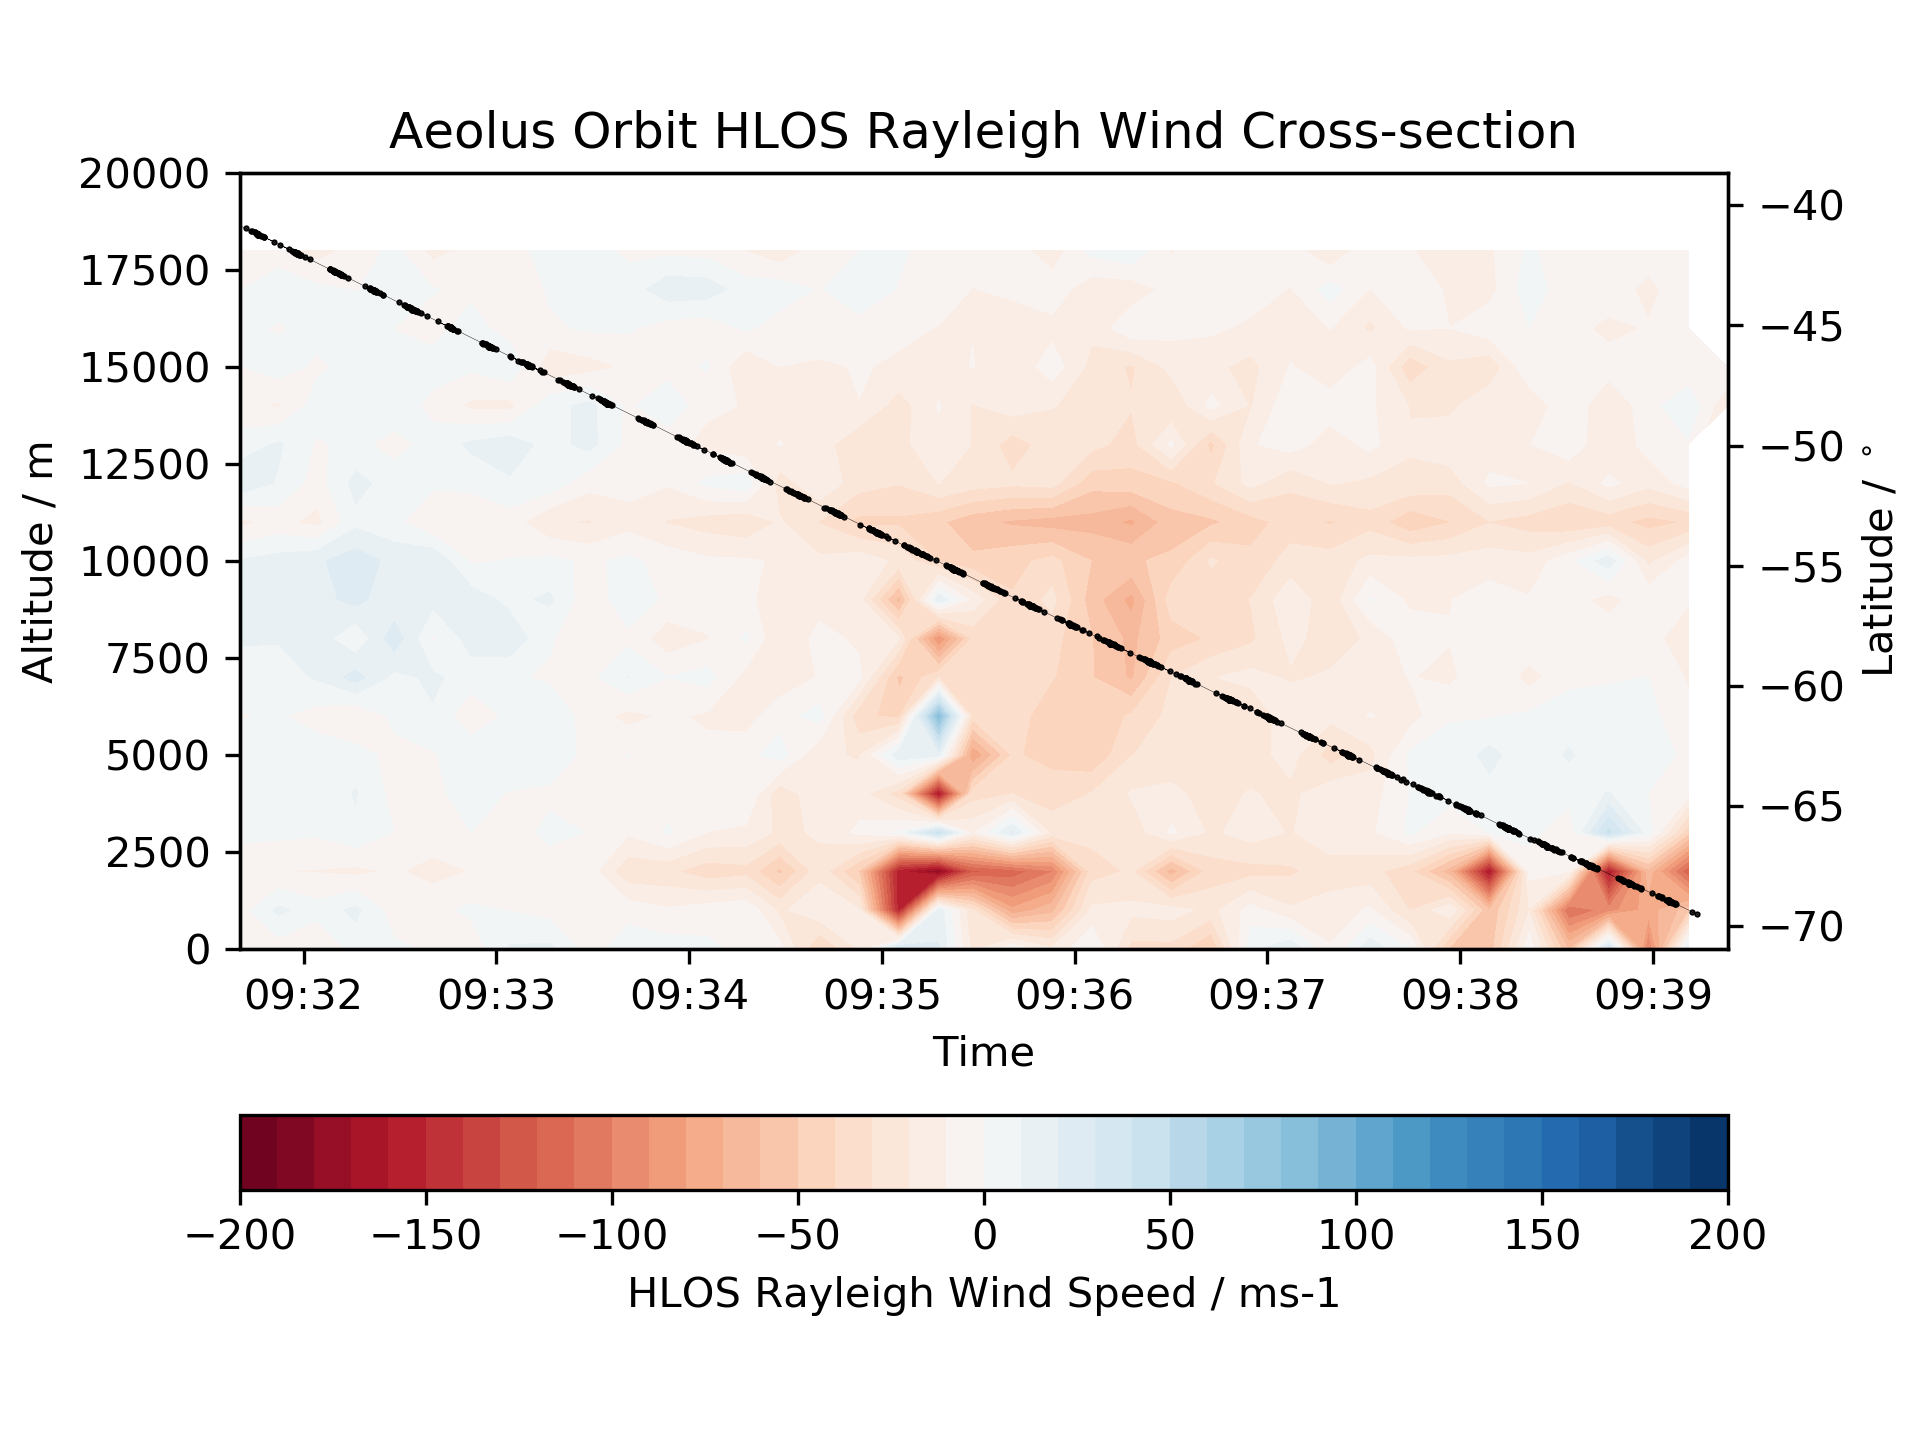 Aeolus Orbit HLOS Rayleigh Wind Cross-section
20000
17500
15000
12500
10000
7500
5000
2500
0
Altitude / m
−40
−45
−50
−55
−60
−65
−70
Latitude / °
09:32 09:33 09:34 09:35 09:36 09:37 09:38 09:39
Time
−200 −150 −100 −50 0 50 100 150 200
HLOS Rayleigh Wind Speed / ms-1